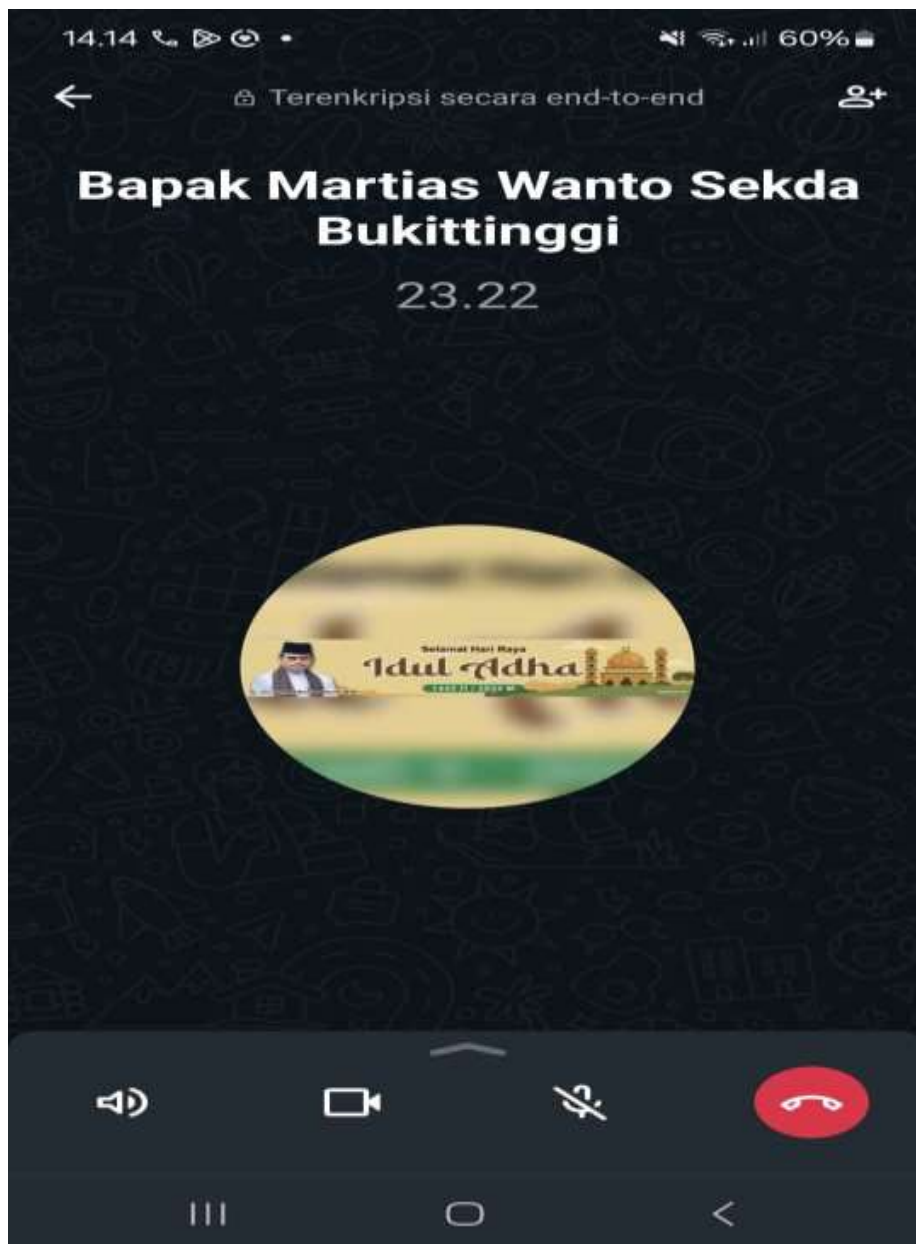 14.14
60%
Terenkripsi secara end-to-end
Bapak Martias Wanto Sekda
Bukittinggi
23.22
Selamat Hari Raya
Idul Adha